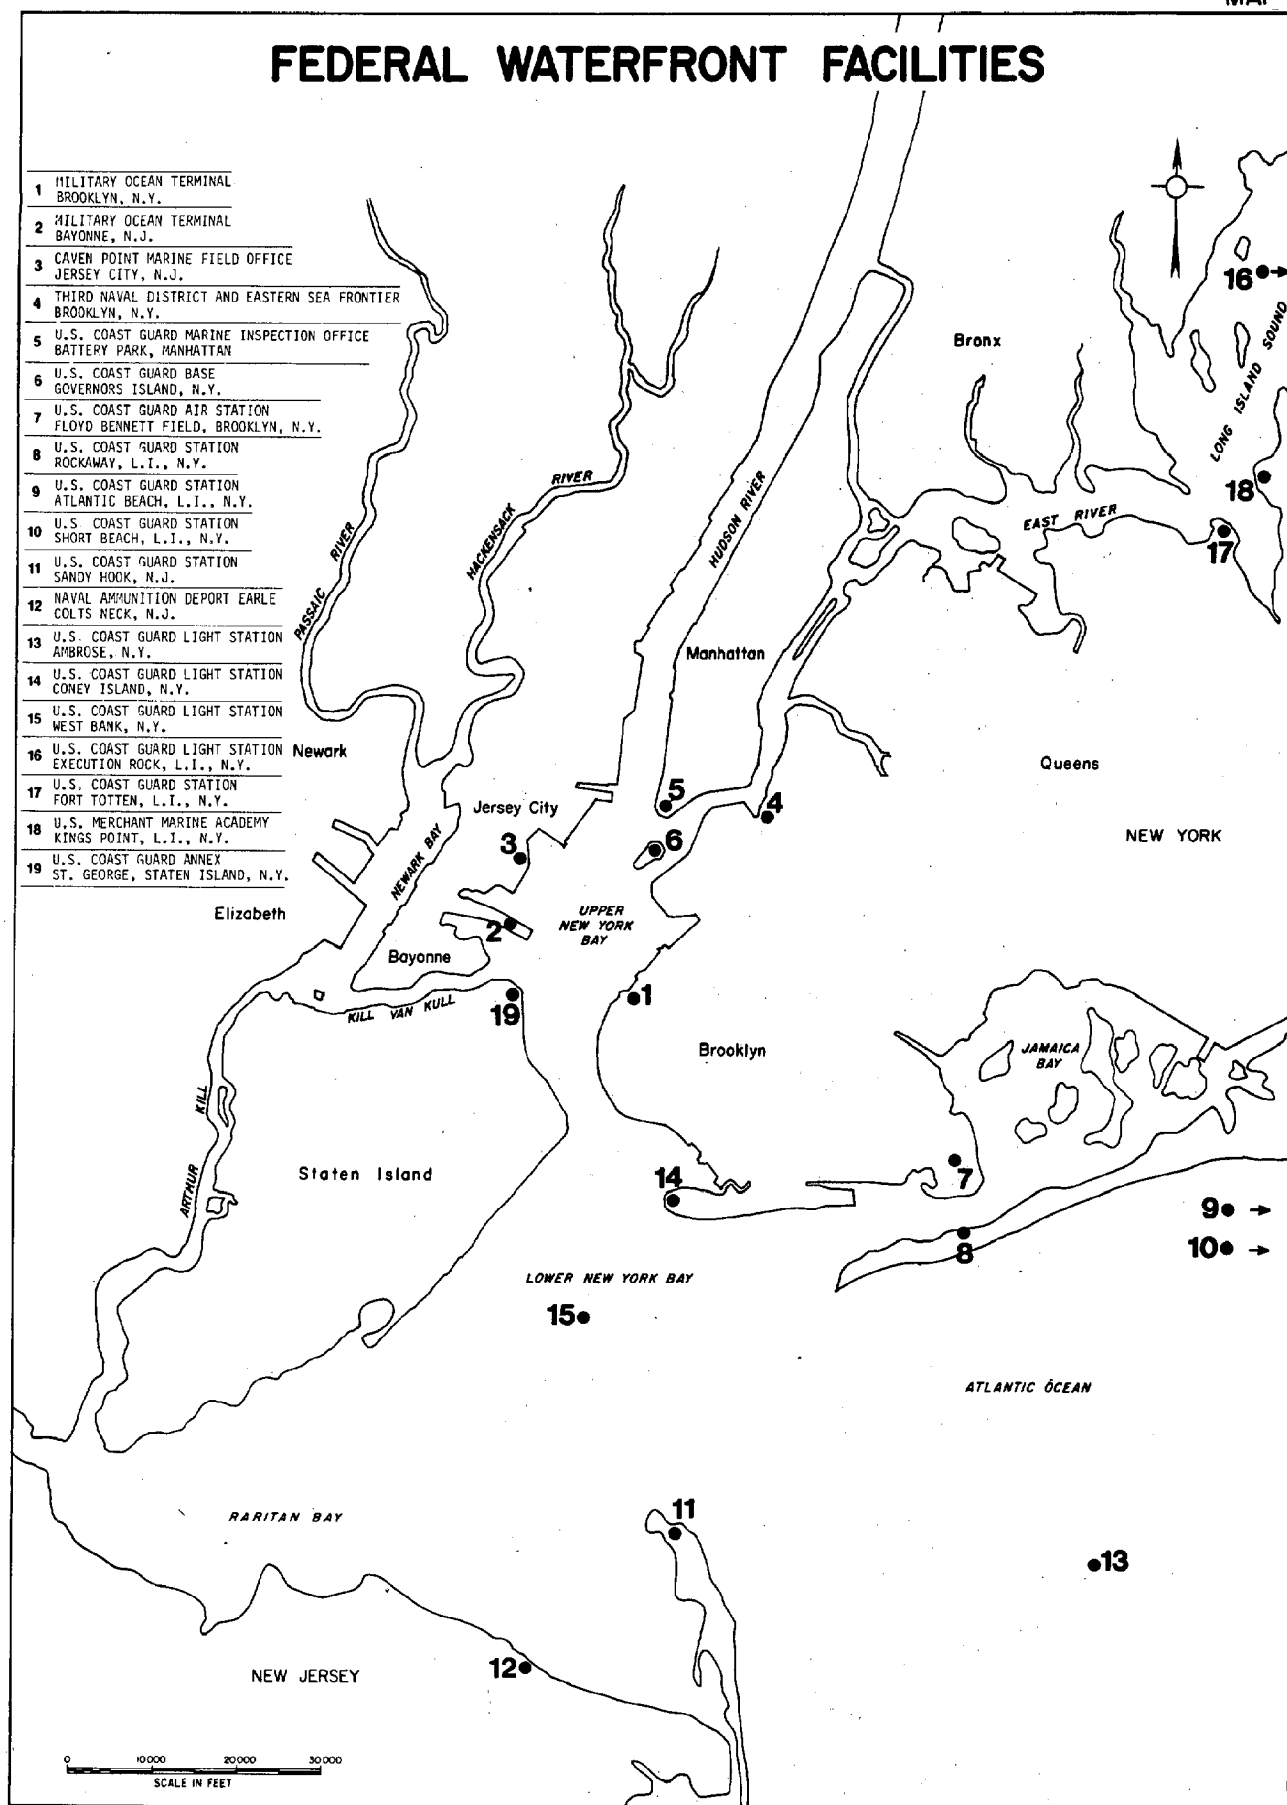 FEDERAL WATERFRONT FACILITIES
1 MILITARY OCEAN TERMINAL
BROOKLYN, N.Y.
2 MILITARY OCEAN TERMINAL
BAYONNE, N.J.
3 CAVEN POINT MARINE FIELD OFFICE
JERSEY CITY, N.J.
4 THIRD NAVAL DISTRICT AND EASTERN SEA FRONTIER
BROOKLYN, N.Y.
5 U.S. COAST GUARD MARINE INSPECTION OFFICE
BATTERY PARK, MANHATTAN
6 U.S. COAST GUARD BASE
GOVERNORS ISLAND, N.Y.
7 U.S. COAST GUARD AIR STATION
FLOYD BENNETT FIELD, BROOKLYN, N.Y.
8 U.S. COAST GUARD STATION
ROCKAWAY, L.I., N.Y.
9 U.S. COAST GUARD STATION
ATLANTIC BEACH, L.I., N.Y.
10 U.S. COAST GUARD STATION
SHORT BEACH, L.I., N.Y.
11 U.S. COAST GUARD STATION
SANDY HOOK, N.J.
12 NAVAL AMMUNITION DEPORT EARLE
COLTS NECK, N.J.
13 U.S. COAST GUARD LIGHT STATION
AMBROSE, N.Y.
14 U.S. COAST GUARD LIGHT STATION
CONEY ISLAND, N.Y.
15 U.S. COAST GUARD LIGHT STATION
WEST BANK, N.Y.
16 U.S. COAST GUARD LIGHT STATION
EXECUTION ROCK, L.I., N.Y.
17 U.S. COAST GUARD STATION
FORT TOTTEN, L.I., N.Y.
18 U.S. MERCHANT MARINE ACADEMY
KINGS POINT, L.I., N.Y.
19 U.S. COAST GUARD ANNEX
ST. GEORGE, STATEN ISLAND, N.Y.
16
Bronx
LONG ISLAND SOUND
RIVER
HACKENSACK
HUDSON RIVER
18
EAST RIVER
17
PASSAIC RIVER
Manhattan
Newark
Queens
Jersey City
5
4
NEW YORK
3
6
NEWARK BAY
Elizabeth
UPPER
NEW YORK
BAY
2
Bayonne
1
19
KILL VAN KULL
Brooklyn
JAMAICA
BAY
ARTHUR KILL
Staten Island
14
7
9
8
10
LOWER NEW YORK BAY
15
ATLANTIC OCEAN
RARITAN BAY
11
13
NEW JERSEY
12
0 10000 20000 30000
SCALE IN FEET